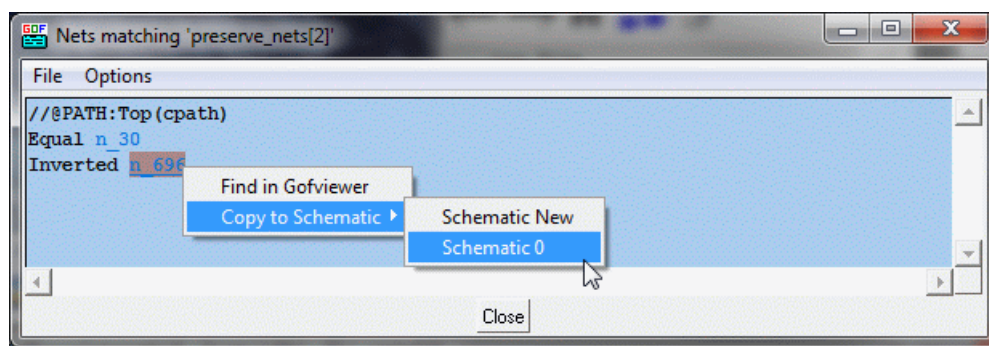 GOF
Nets matching 'preserve_nets[2]'
File Options
//@PATH:Top(cpath)
Equal n_30
Inverted n_696
Find in Gofviewer
Copy to Schematic
Schematic New
Schematic 0
Close